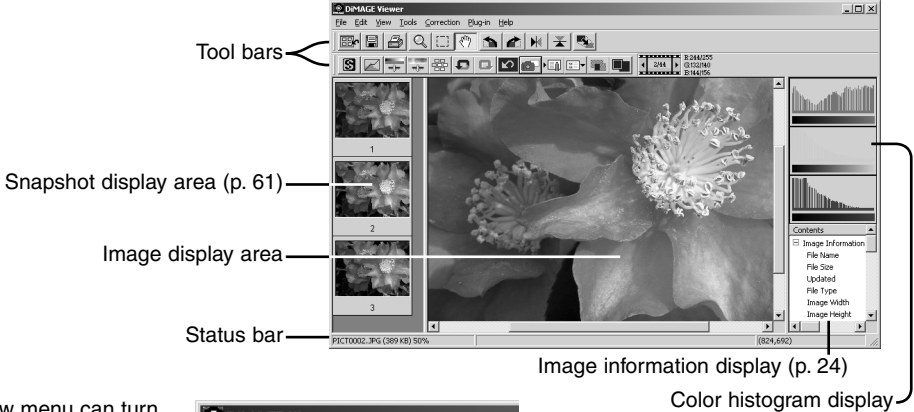 DiMAGE Viewer
File Edit View Tools Correction Plug-in Help
Tool bars
S
2/44
R:244/255
G:132/140
B:144/156
1
Snapshot display area (p. 61)
2
Image display area
3
Contents
Image Information
File Name
File Size
Updated
File Type
Image Width
Image Height
Status bar
PICT0002.JPG (389 KB) 50%
(824,692)
Image information display (p. 24)
Color histogram display
w menu can turn